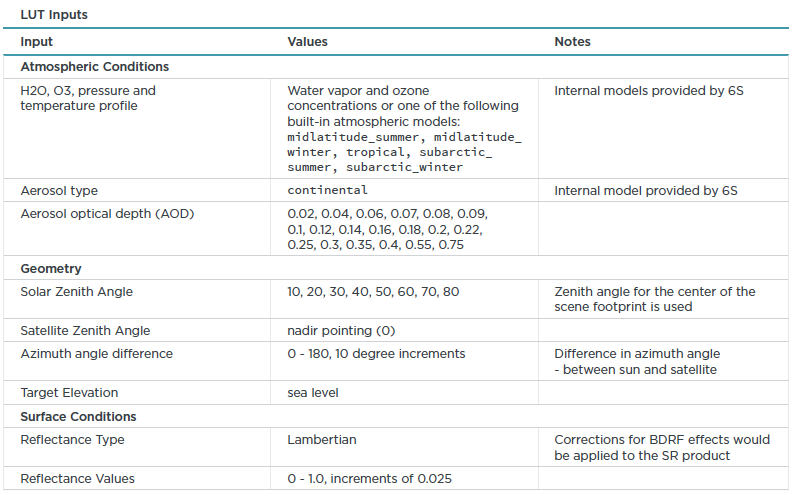 LUT Inputs
Input Values Notes
Atmospheric Conditions
H2O, O3, pressure and
temperature profile
Water vapor and ozone
concentrations or one of the following
built-in atmospheric models:
midlatitude_summer, midlatitude_
winter, tropical, subarctic_
summer, subarctic_winter
Internal models provided by 6S
Aerosol type continental Internal model provided by 6S
Aerosol optical depth (AOD)
0.02, 0.04, 0.06, 0.07, 0.08, 0.09,
0.1, 0.12, 0.14, 0.16, 0.18, 0.2, 0.22,
0.25, 0.3, 0.35, 0.4, 0.55, 0.75
Geometry
Solar Zenith Angle
10, 20, 30, 40, 50, 60, 70, 80
Zenith angle for the center of the
scene footprint is used
Satellite Zenith Angle nadir pointing (0)
Azimuth angle difference
0 - 180, 10 degree increments
Difference in azimuth angle
- between sun and satellite
Target Elevation sea level
Surface Conditions
Reflectance Type
Lambertian
Corrections for BDRF effects would
be applied to the SR product
Reflectance Values 0 - 1.0, increments of 0.025